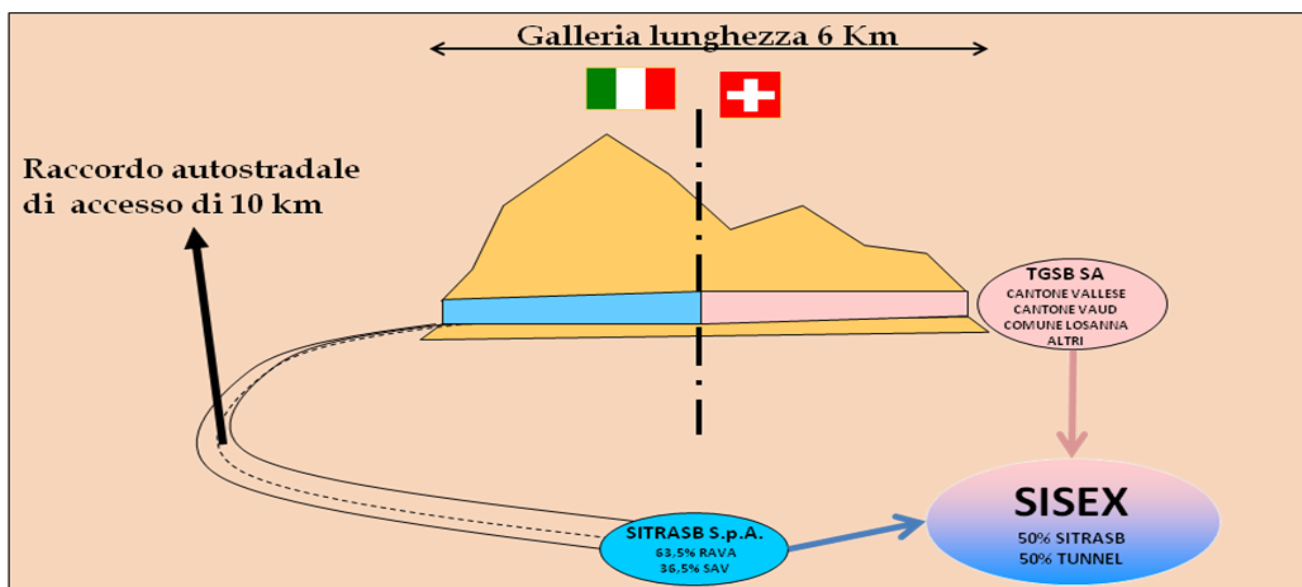 Galleria lunghezza 6 Km
Raccordo autostradale
di accesso di 10 km
TGSB SA
CANTONE VALLESE
CANTONE VAUD
COMUNE LOSANNA
ALTRI
SISEX
50% SITRASB
50% TUNNEL
SITRASB S.p.A.
63,5% RAVA
36,5% SAV